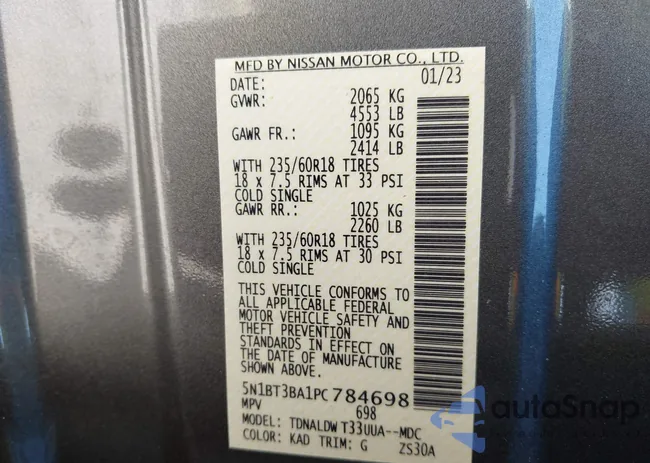 MFD BY NISSAN MOTOR CO., LTD.
DATE: 01/23
GVWR: 2065 KG
4553 LB
GAWR FR.: 1095 KG
2414 LB
WITH 235/60R18 TIRES
18 x 7.5 RIMS AT 33 PSI
COLD SINGLE
GAWR RR.: 1025 KG
2260 LB
WITH 235/60R18 TIRES
18 x 7.5 RIMS AT 30 PSI
COLD SINGLE
THIS VEHICLE CONFORMS TO
ALL APPLICABLE FEDERAL
MOTOR VEHICLE SAFETY AND
THEFT PREVENTION
STANDARDS IN EFFECT ON
THE DATE OF MANUFACTURE
SHOWN ABOVE.
5N1BT3BA1PC784698
MPV 698
MODEL: TDNALDW T33UUA--MDC
COLOR: KAD TRIM: G ZS30A
autoSnap